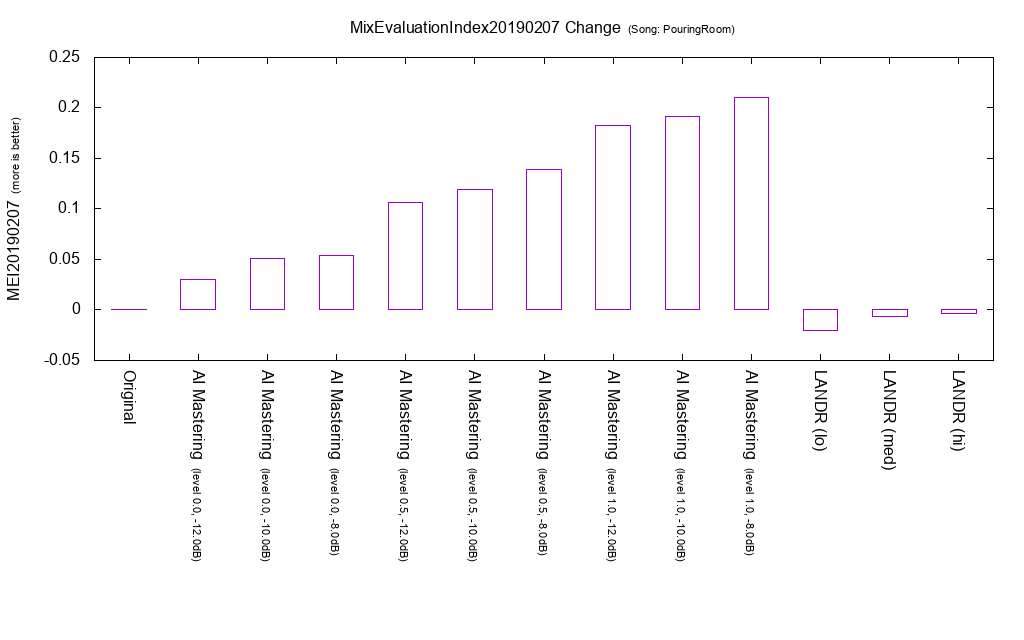 MixEvaluationIndex20190207 Change (Song: PouringRoom)
MEI20190207 (more is better)
0.25
0.2
0.15
0.1
0.05
0
-0.05
Original
AI Mastering (level 0.0, -12.0dB)
AI Mastering (level 0.0, -10.0dB)
AI Mastering (level 0.0, -8.0dB)
AI Mastering (level 0.5, -12.0dB)
AI Mastering (level 0.5, -10.0dB)
AI Mastering (level 0.5, -8.0dB)
AI Mastering (level 1.0, -12.0dB)
AI Mastering (level 1.0, -10.0dB)
AI Mastering (level 1.0, -8.0dB)
LANDR (lo)
LANDR (med)
LANDR (hi)